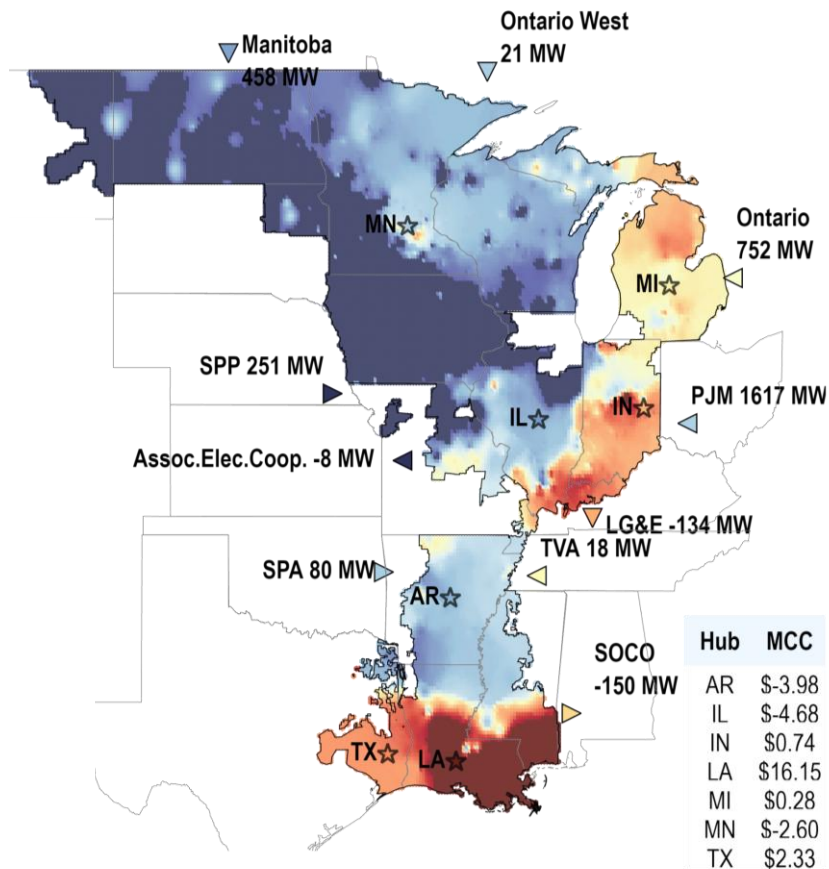 Manitoba
458 MW
Ontario West
21 MW
MN
Ontario
752 MW
MI
SPP 251 MW
PJM 1617 MW
IN
IL
Assoc.Elec.Coop. -8 MW
LG&E -134 MW
TVA 18 MW
SPA 80 MW
AR
SOCO
-150 MW
TX
LA
Hub MCC
AR $-3.98
IL $-4.68
IN $0.74
LA $16.15
MI $0.28
MN $-2.60
TX $2.33